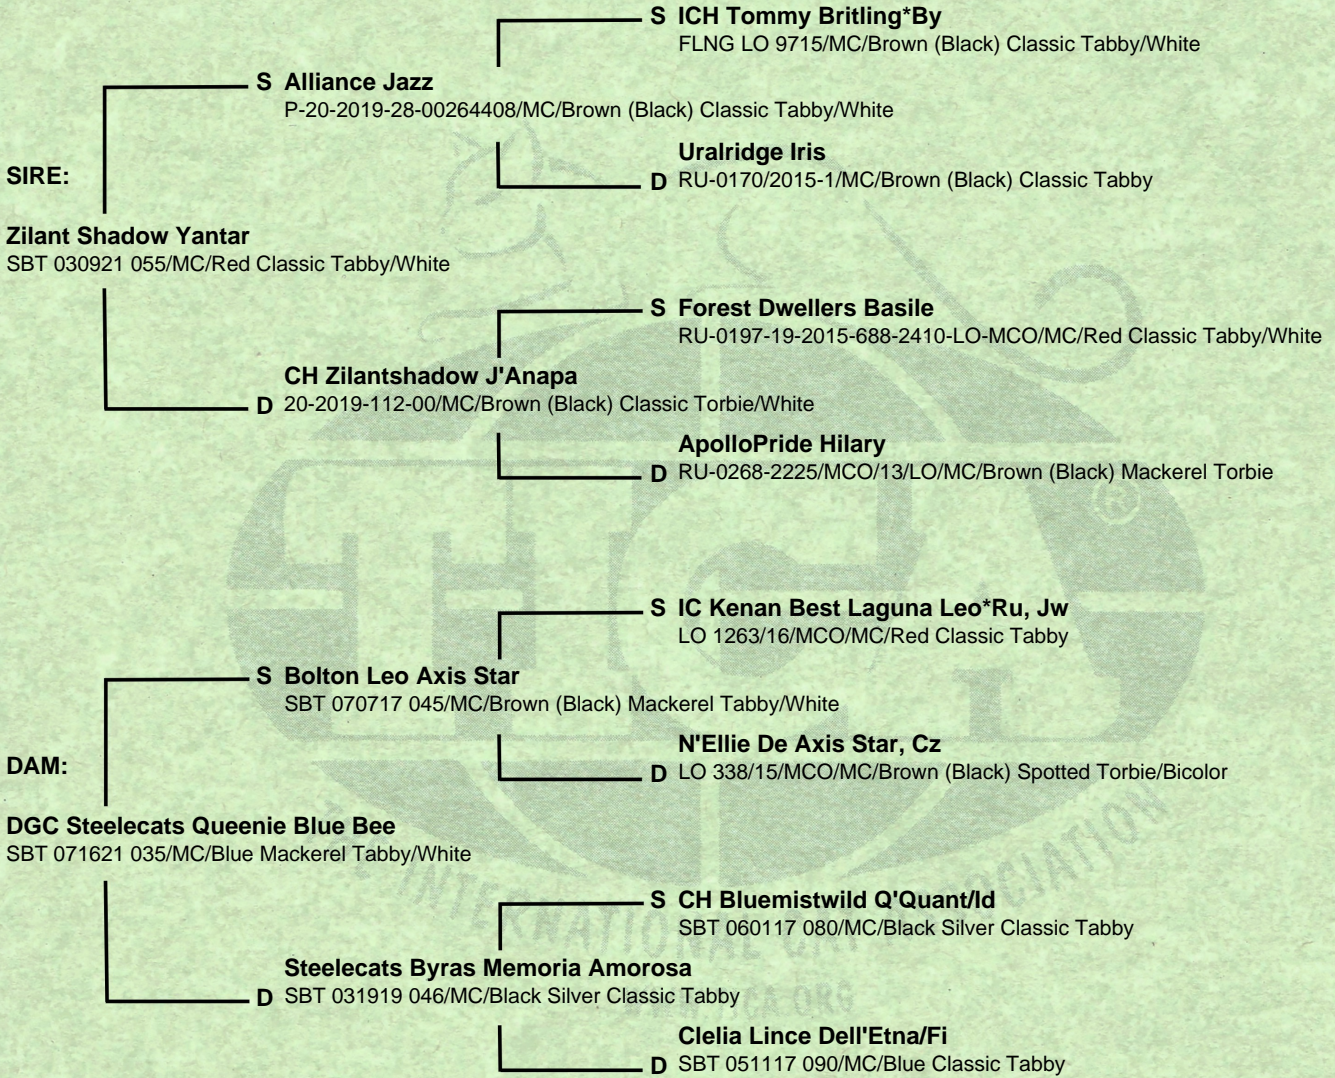 S ICH Tommy Britling*By
FLNG LO 9715/MC/Brown (Black) Classic Tabby/White
S Alliance Jazz
P-20-2019-28-00264408/MC/Brown (Black) Classic Tabby/White
Uralridge Iris
D RU-0170/2015-1/MC/Brown (Black) Classic Tabby
SIRE:
Zilant Shadow Yantar
SBT 030921 055/MC/Red Classic Tabby/White
S Forest Dwellers Basile
RU-0197-19-2015-688-2410-LO-MCO/MC/Red Classic Tabby/White
CH Zilantshadow J'Anapa
D 20-2019-112-00/MC/Brown (Black) Classic Torbie/White
ApolloPride Hilary
D RU-0268-2225/MCO/13/LO/MC/Brown (Black) Mackerel Torbie
S IC Kenan Best Laguna Leo*Ru, Jw
LO 1263/16/MCO/MC/Red Classic Tabby
S Bolton Leo Axis Star
SBT 070717 045/MC/Brown (Black) Mackerel Tabby/White
N'Ellie De Axis Star, Cz
D LO 338/15/MCO/MC/Brown (Black) Spotted Torbie/Bicolor
DAM:
DGC Steelecats Queenie Blue Bee
SBT 071621 035/MC/Blue Mackerel Tabby/White
S CH Bluemistwild Q'Quant/Id
SBT 060117 080/MC/Black Silver Classic Tabby
Steelecats Byras Memoria Amorosa
D SBT 031919 046/MC/Black Silver Classic Tabby
Clelia Lince Dell'Etna/Fi
D SBT 051117 090/MC/Blue Classic Tabby
TICA
®
THE INTERNATIONAL CAT ASSOCIATION
WWW.TICA.ORG